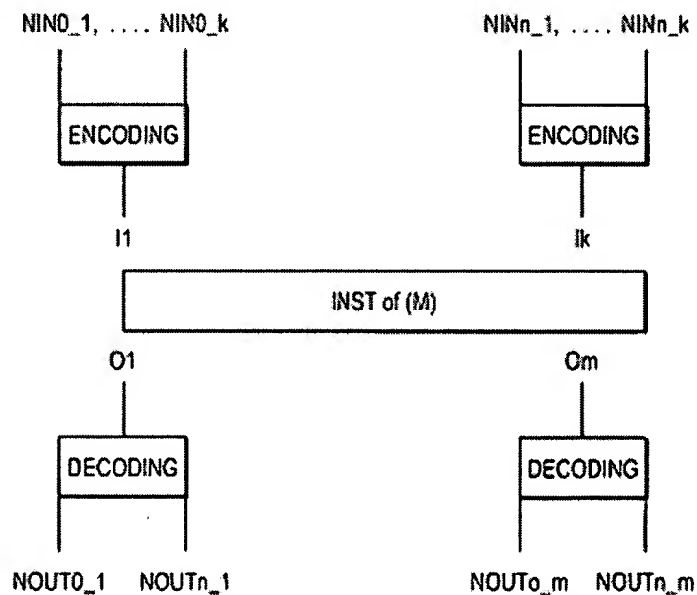 NIN0_1, .... NIN0_k NINn_1, .... NINn_k
ENCODING ENCODING
I1 Ik
INST of (M)
O1 Om
DECODING DECODING
NOUT0_1 NOUTn_1 NOUTo_m NOUTn_m